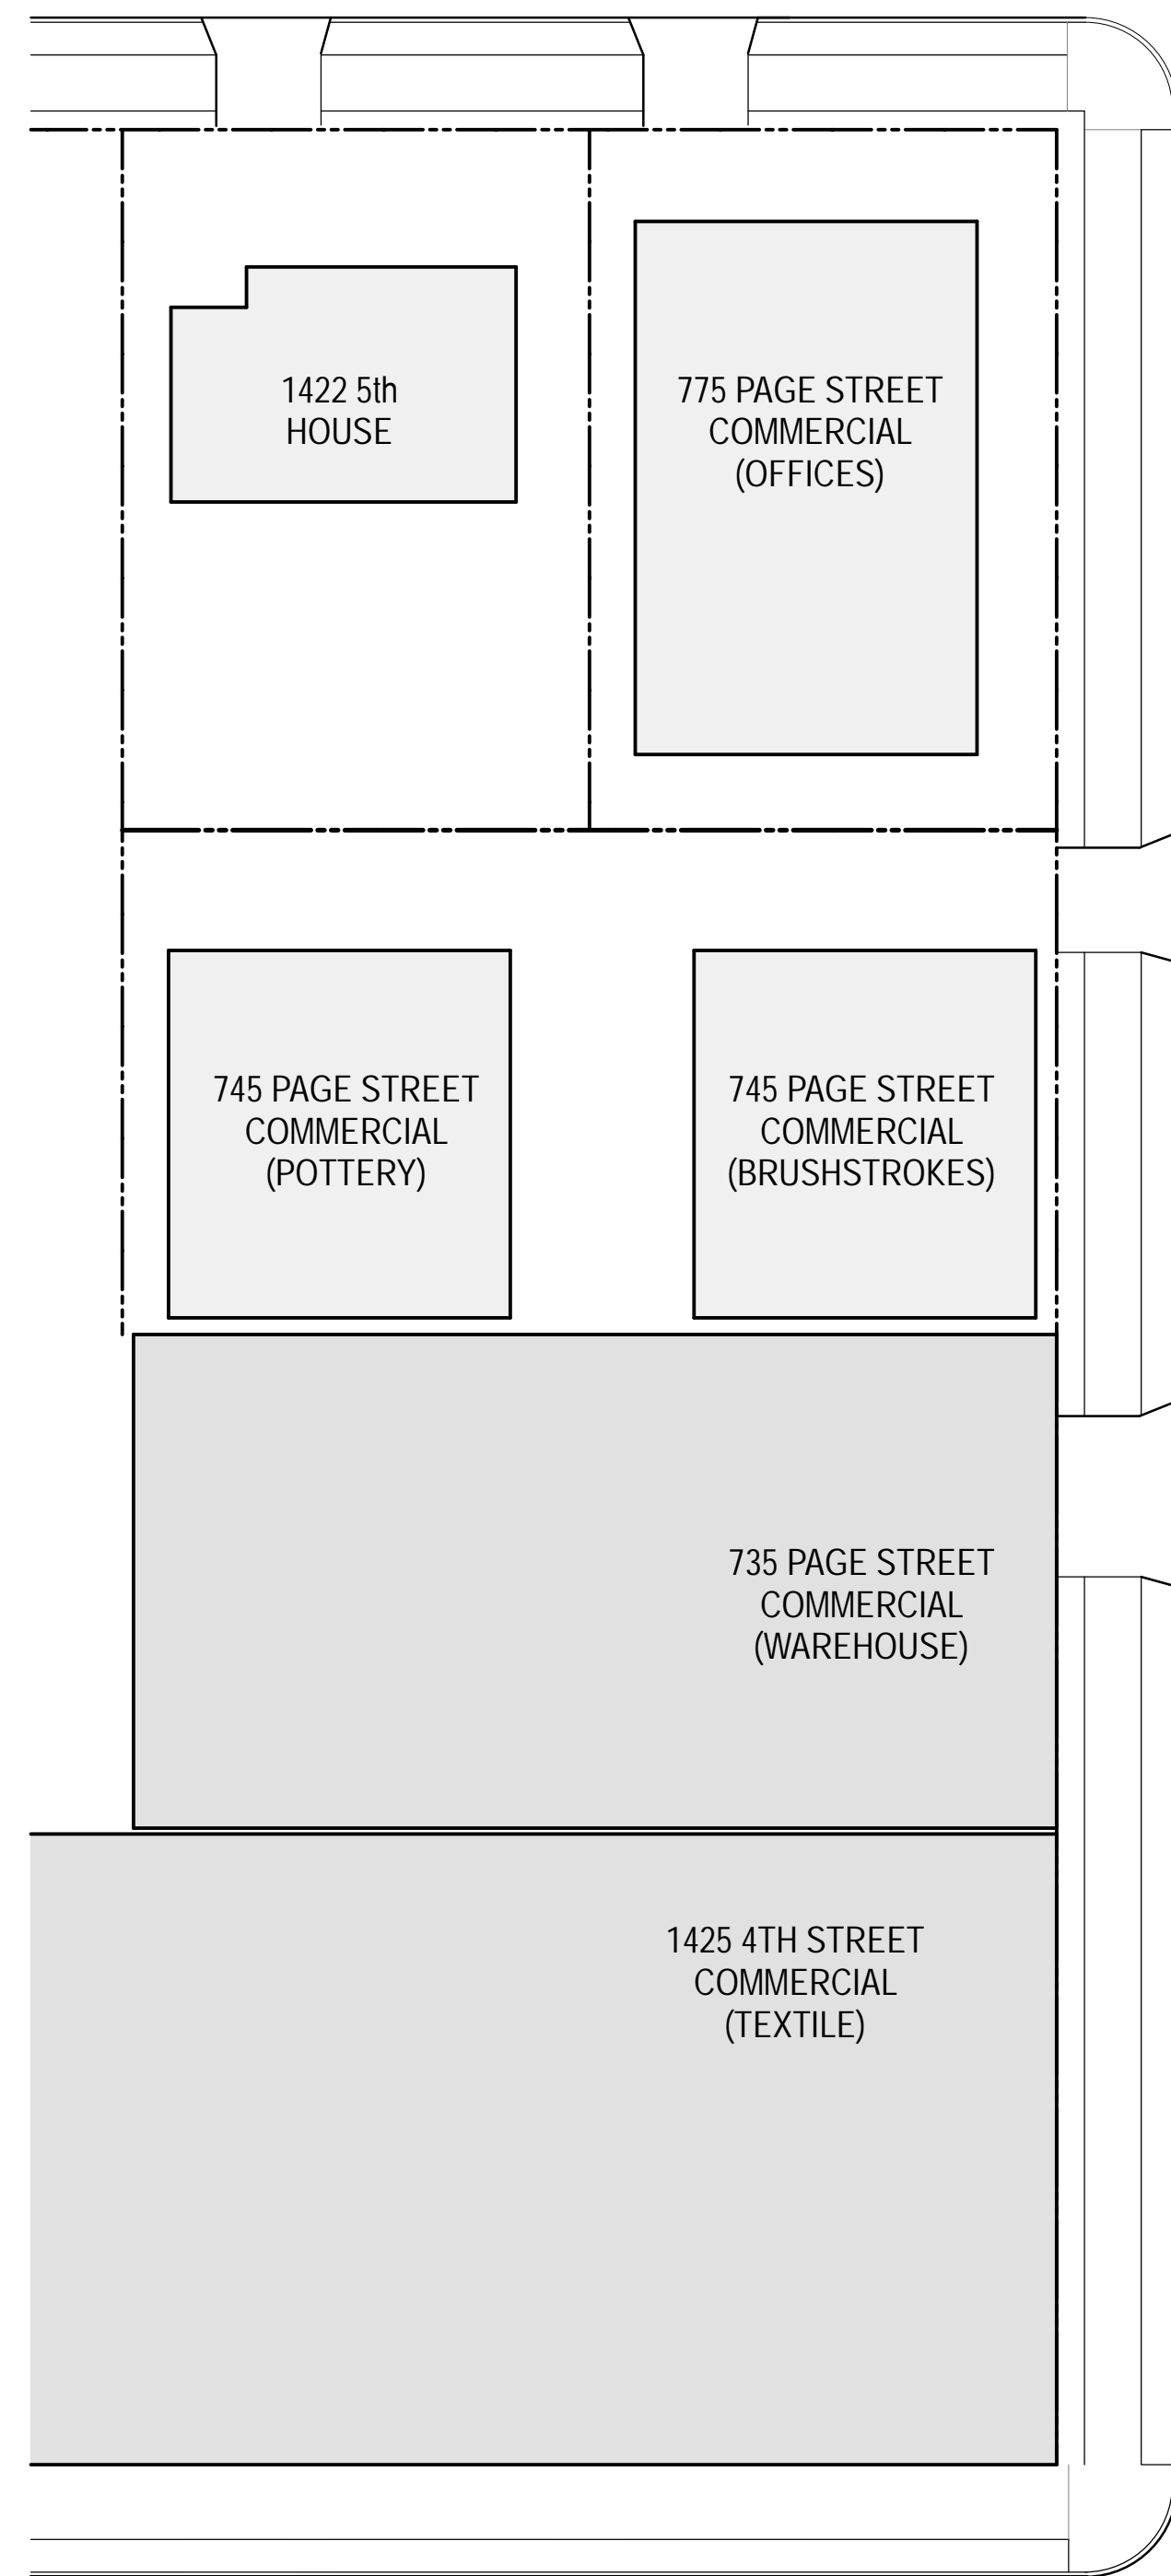 1422 5th
HOUSE
775 PAGE STREET
COMMERCIAL
(OFFICES)
745 PAGE STREET
COMMERCIAL
(POTTERY)
745 PAGE STREET
COMMERCIAL
(BRUSHSTROKES)
735 PAGE STREET
COMMERCIAL
(WAREHOUSE)
1425 4TH STREET
COMMERCIAL
(TEXTILE)